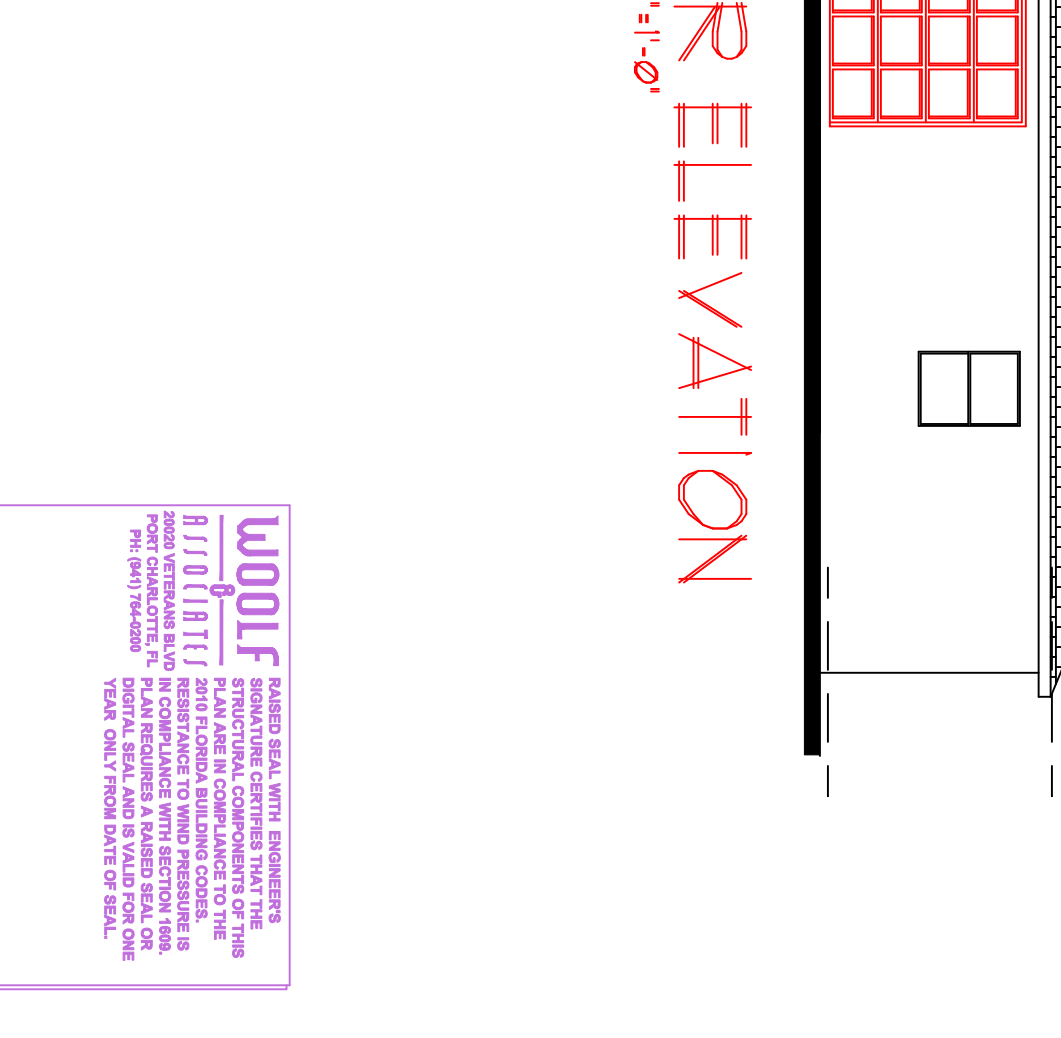 R ELEVATION
"=1'-0"
WOOLF
&
ASSOCIATES
20020 VETERANS BLVD
PORT CHARLOTTE, FL
PH: (941) 764-0200
RAISED SEAL WITH ENGINEER'S
SIGNATURE CERTIFIES THAT THE
STRUCTURAL COMPONENTS OF THIS
PLAN ARE IN COMPLIANCE TO THE
2010 FLORIDA BUILDING CODES.
RESISTANCE TO WIND PRESSURE IS
IN COMPLIANCE WITH SECTION 1609.
PLAN REQUIRES A RAISED SEAL OR
DIGITAL SEAL AND IS VALID FOR ONE
YEAR ONLY FROM DATE OF SEAL.